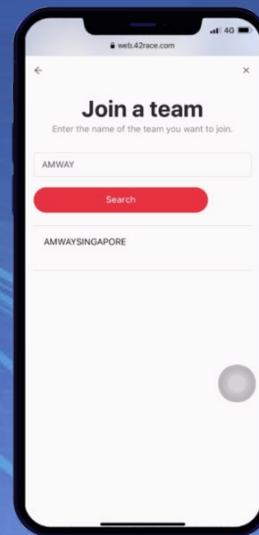 4G
web.42race.com
Join a team
Enter the name of the team you want to join.
AMWAY
Search
AMWAYSINGAPORE